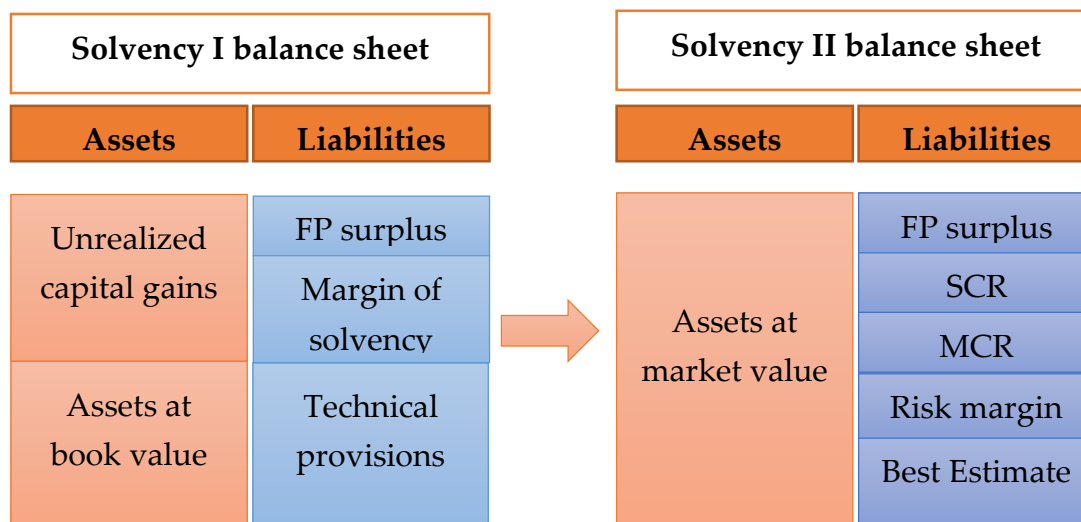 Solvency I balance sheet
Assets
Liabilities
Unrealized
capital gains
Assets at
book value
FP surplus
Margin of
solvency
Technical
provisions
Solvency II balance sheet
Assets
Liabilities
Assets at
market value
FP surplus
SCR
MCR
Risk margin
Best Estimate